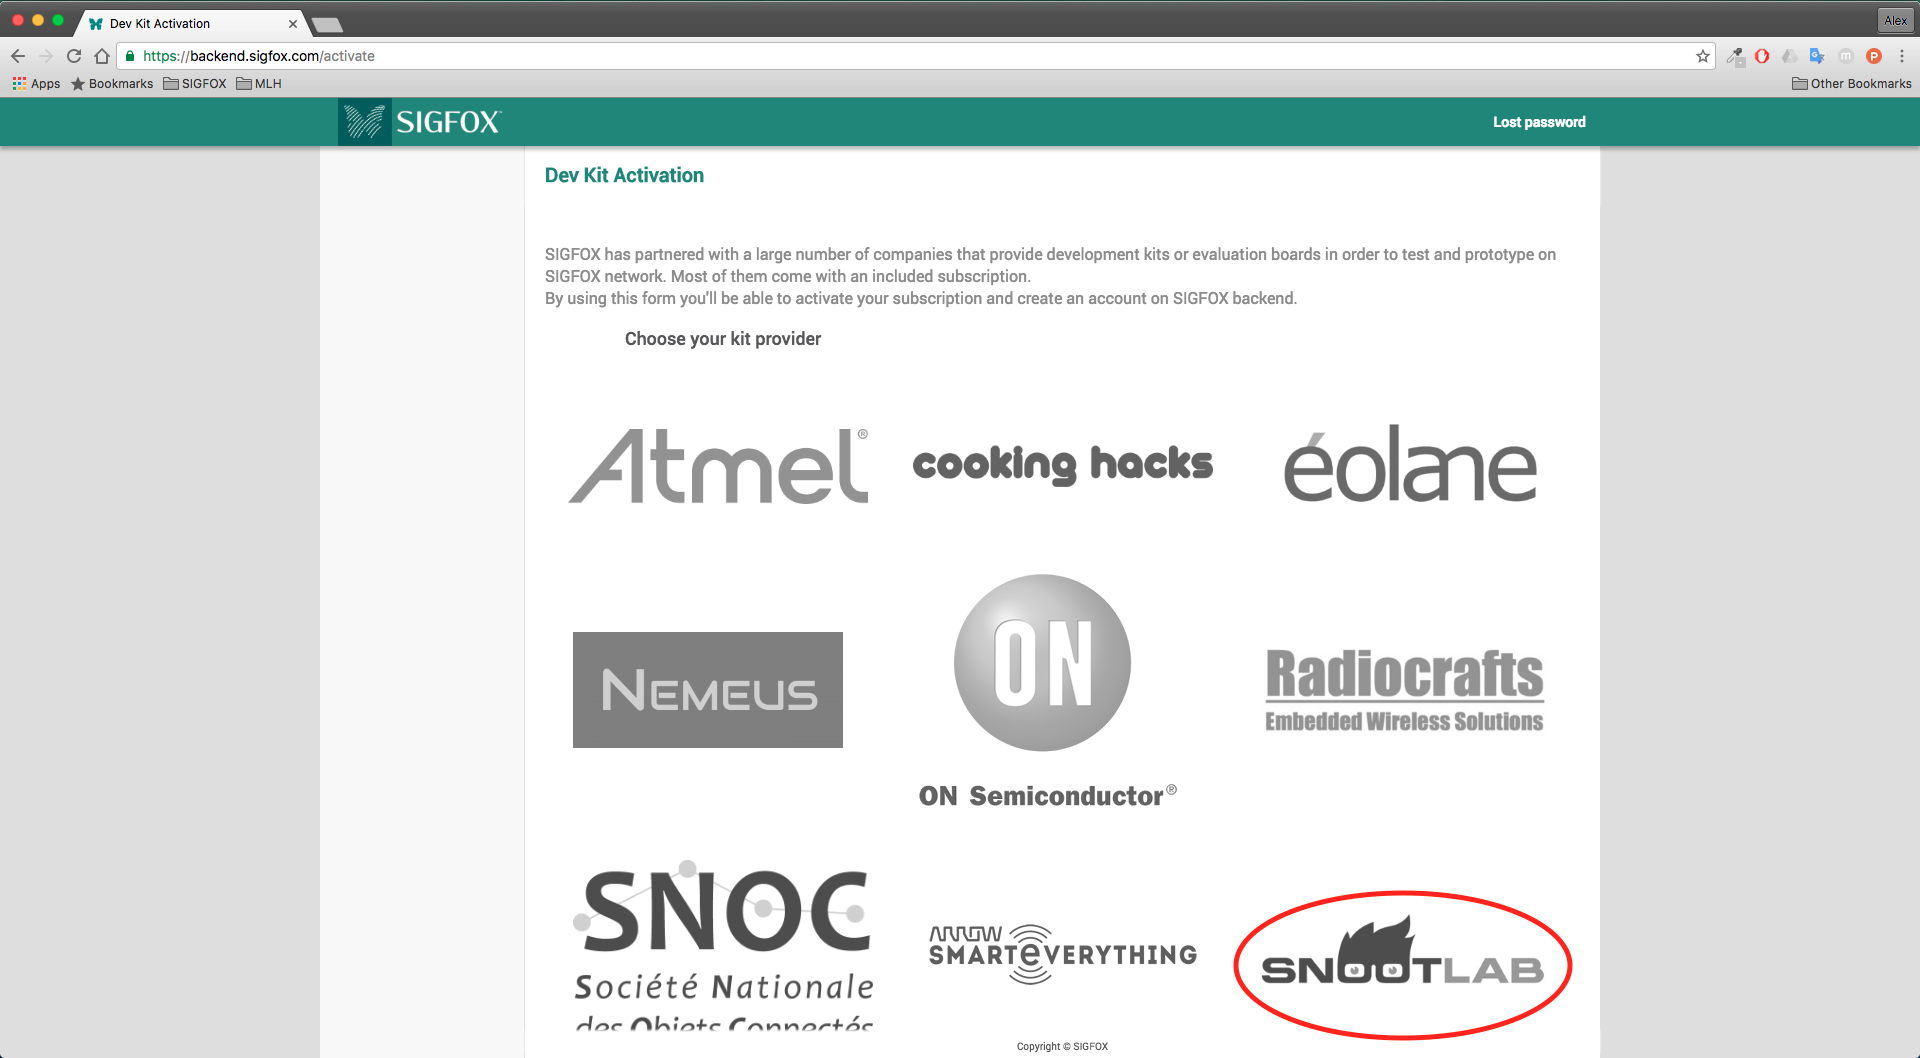 Dev Kit Activation
Alex
https://backend.sigfox.com/activate
Apps Bookmarks SIGFOX MLH Other Bookmarks
SIGFOX Lost password
Dev Kit Activation
SIGFOX has partnered with a large number of companies that provide development kits or evaluation boards in order to test and prototype on
SIGFOX network. Most of them come with an included subscription.
By using this form you'll be able to activate your subscription and create an account on SIGFOX backend.
Choose your kit provider
Atmel®
cooking hacks
éolane
NEMEUS
ON
ON Semiconductor®
Radiocrafts
Embedded Wireless Solutions
SNOC
Société Nationale
des Objets Connectés
ARROW
SMARTeVERYTHING
SNOOTLAB
Copyright © SIGFOX